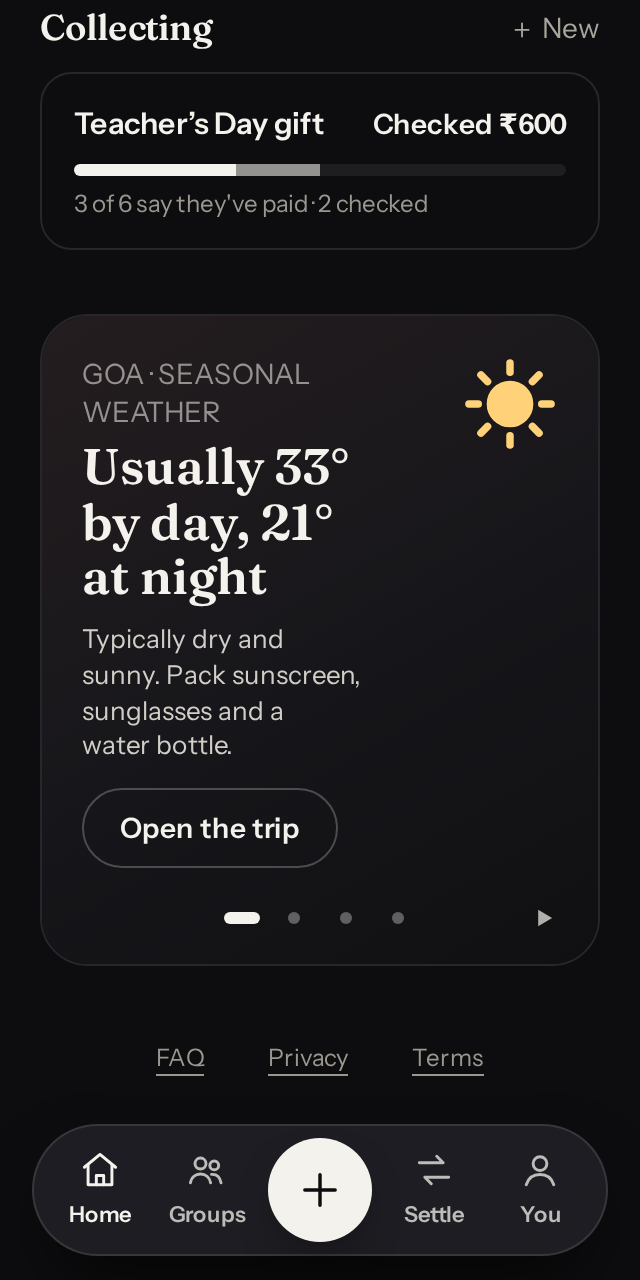 Collecting
+ New
Teacher’s Day gift
Checked ₹600
3 of 6 say they've paid · 2 checked
GOA · SEASONAL
WEATHER
Usually 33°
by day, 21°
at night
Typically dry and
sunny. Pack sunscreen,
sunglasses and a
water bottle.
Open the trip
FAQ
Privacy
Terms
Home
Groups
Settle
You